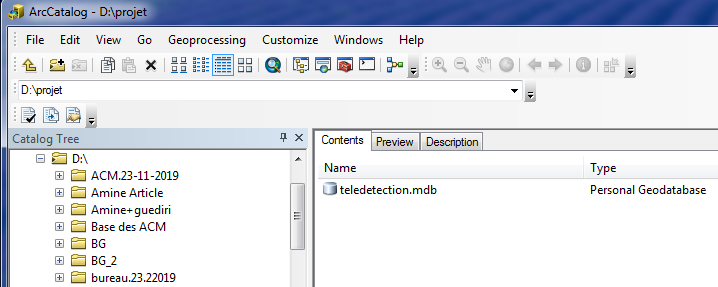 ArcCatalog - D:\projet
File Edit View Go Geoprocessing Customize Windows Help
D:\projet
Catalog Tree
D:\
ACM.23-11-2019
Amine Article
Amine+guediri
Base des ACM
BG
BG_2
bureau.23.22019
Contents Preview Description
Name Type
teledetection.mdb Personal Geodatabase